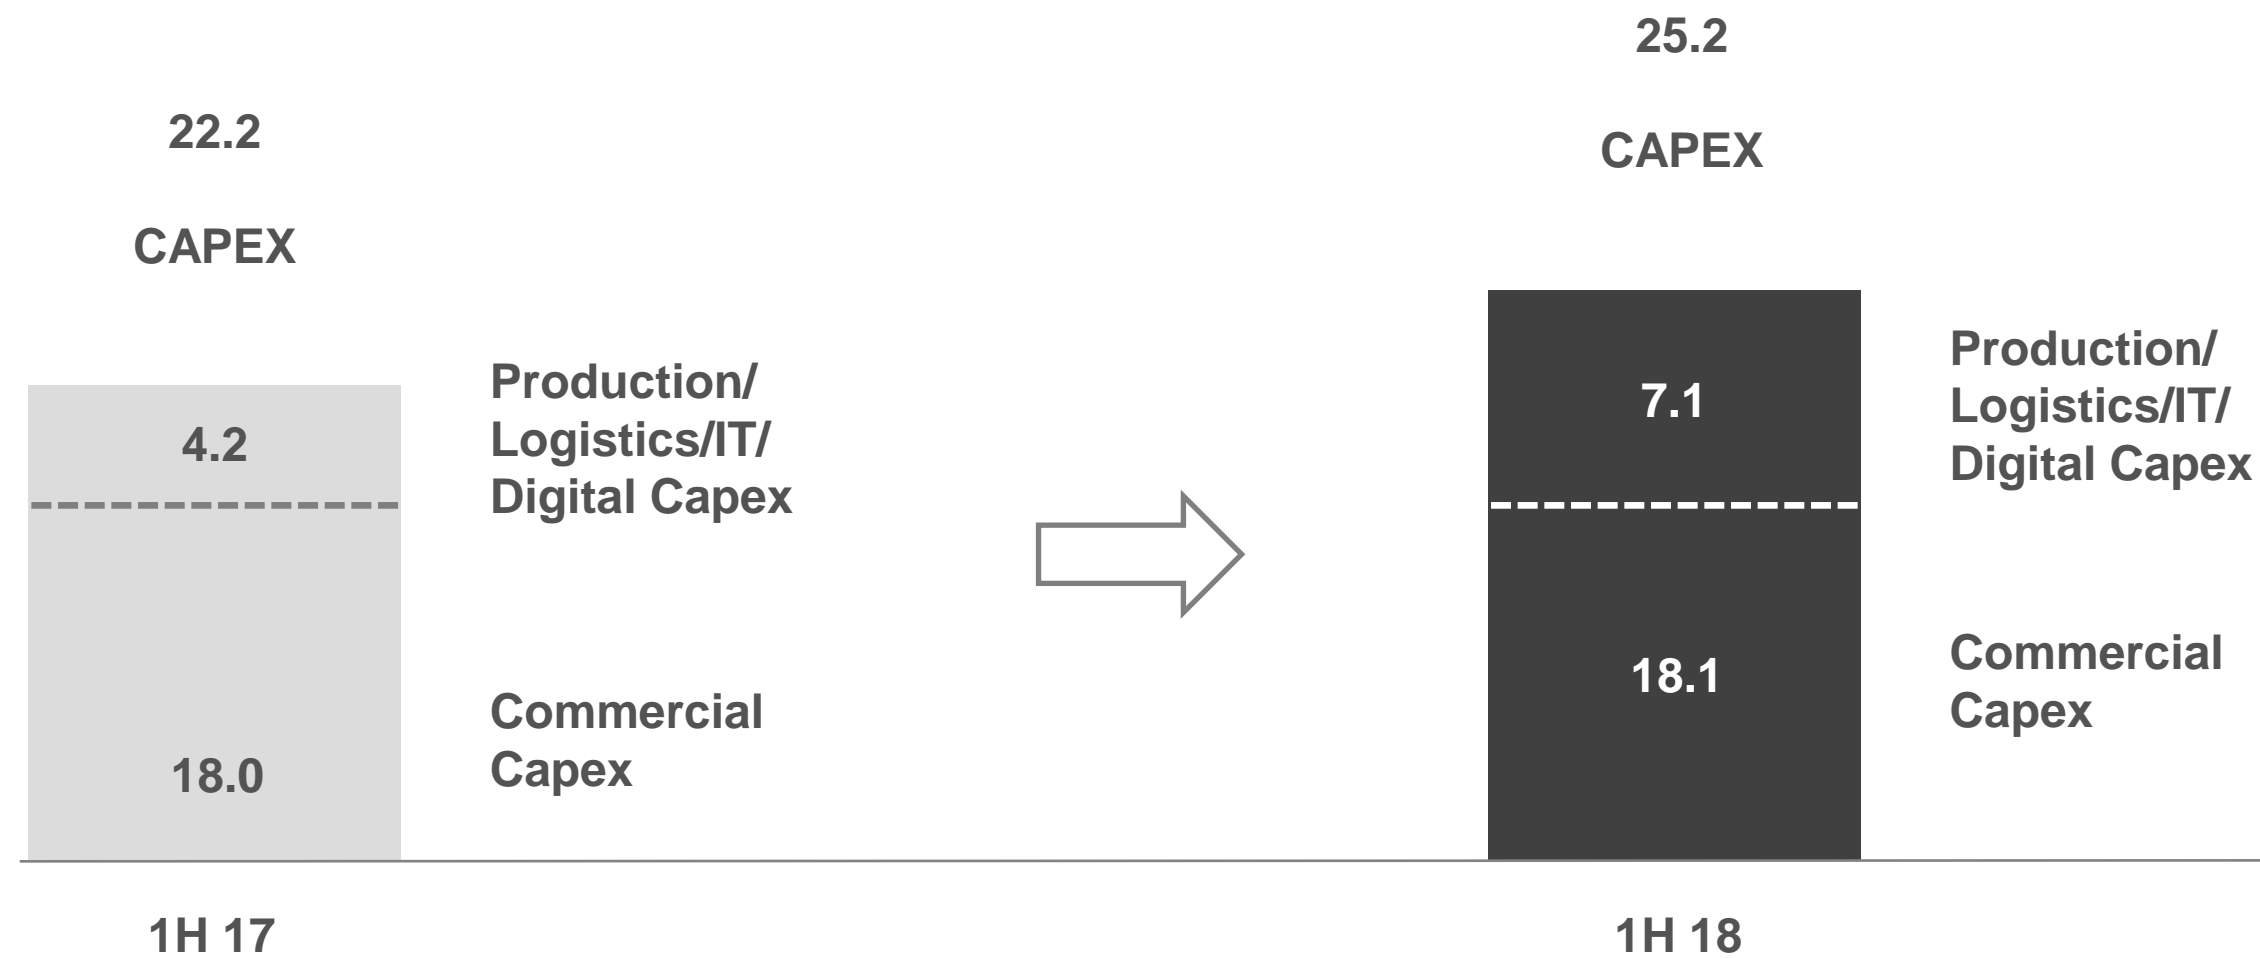 22.2
CAPEX
4.2
Production/
Logistics/IT/
Digital Capex
18.0
Commercial
Capex
1H 17
25.2
CAPEX
7.1
Production/
Logistics/IT/
Digital Capex
18.1
Commercial
Capex
1H 18